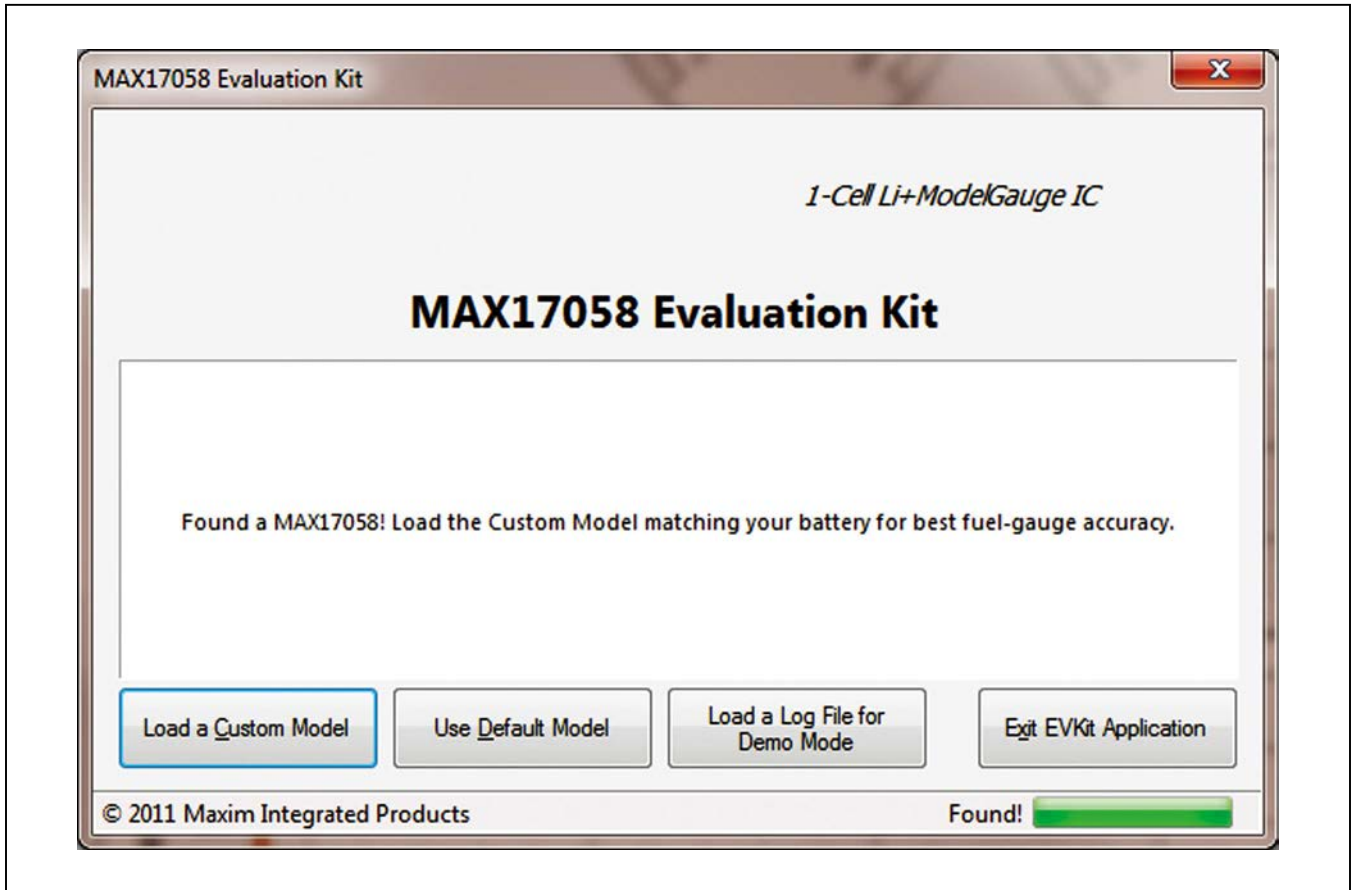 MAX17058 Evaluation Kit
1-Cell Li+ModelGauge IC
MAX17058 Evaluation Kit
Found a MAX17058! Load the Custom Model matching your battery for best fuel-gauge accuracy.
Load a Custom Model
Use Default Model
Load a Log File for
Demo Mode
Exit EVKit Application
© 2011 Maxim Integrated Products
Found!